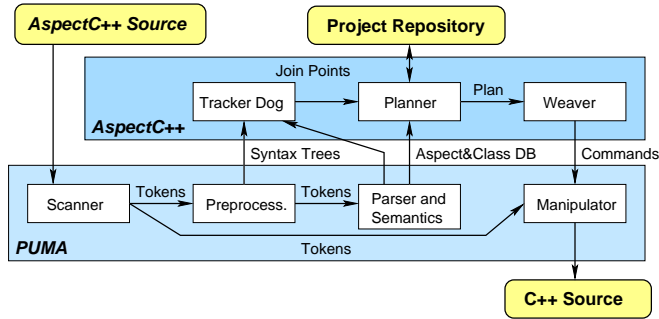 AspectC++ Source
Project Repository
Join Points
Tracker Dog
Planner
Plan
Weaver
AspectC++
Syntax Trees
Aspect&Class DB
Commands
Scanner
Tokens
Preprocess.
Tokens
Parser and
Semantics
Manipulator
PUMA
Tokens
C++ Source